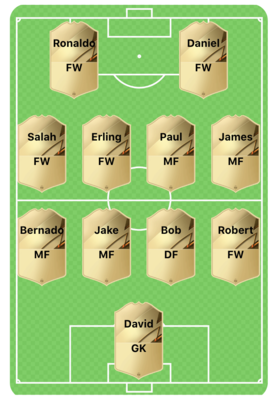 Ronaldo
FW
Daniel
FW
Salah
FW
Erling
FW
Paul
MF
James
MF
Bernado
MF
Jake
MF
Bob
DF
Robert
FW
David
GK